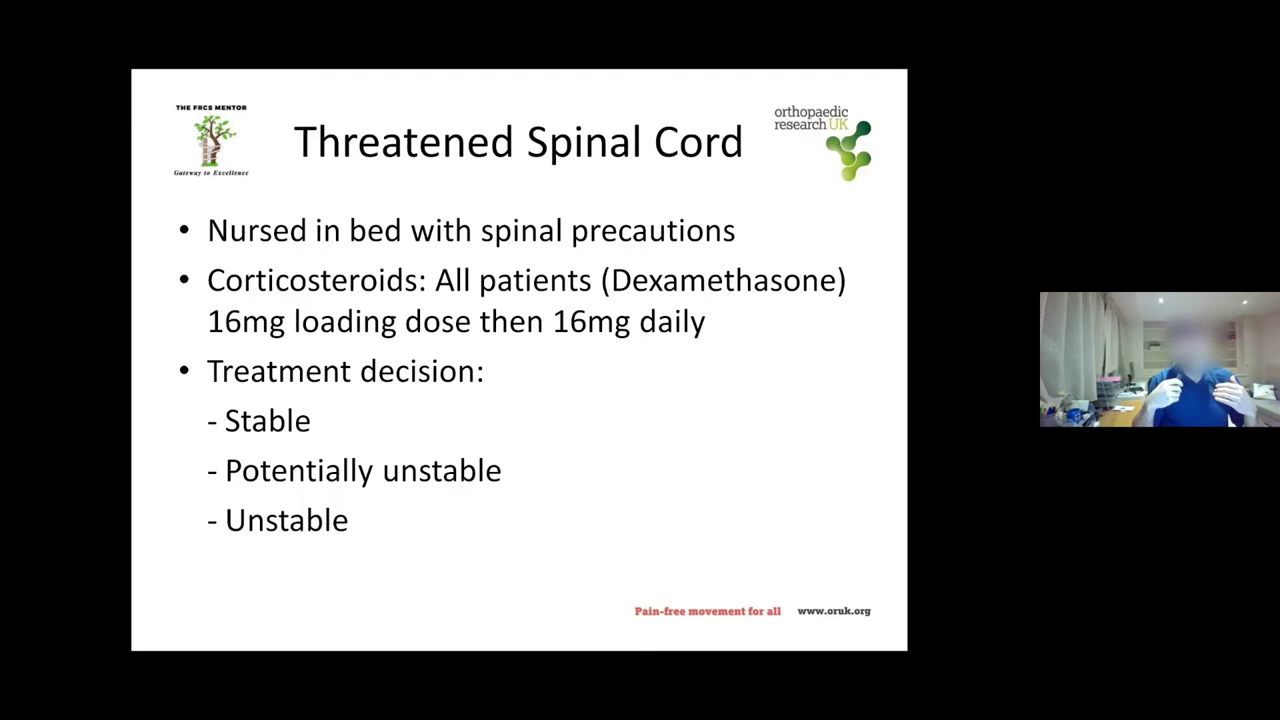 THE FRCS MENTOR
Gateway to Excellence
orthopaedic
research UK
Threatened Spinal Cord
• Nursed in bed with spinal precautions
• Corticosteroids: All patients (Dexamethasone)
16mg loading dose then 16mg daily
• Treatment decision:
- Stable
- Potentially unstable
- Unstable
Pain-free movement for all www.oruk.org